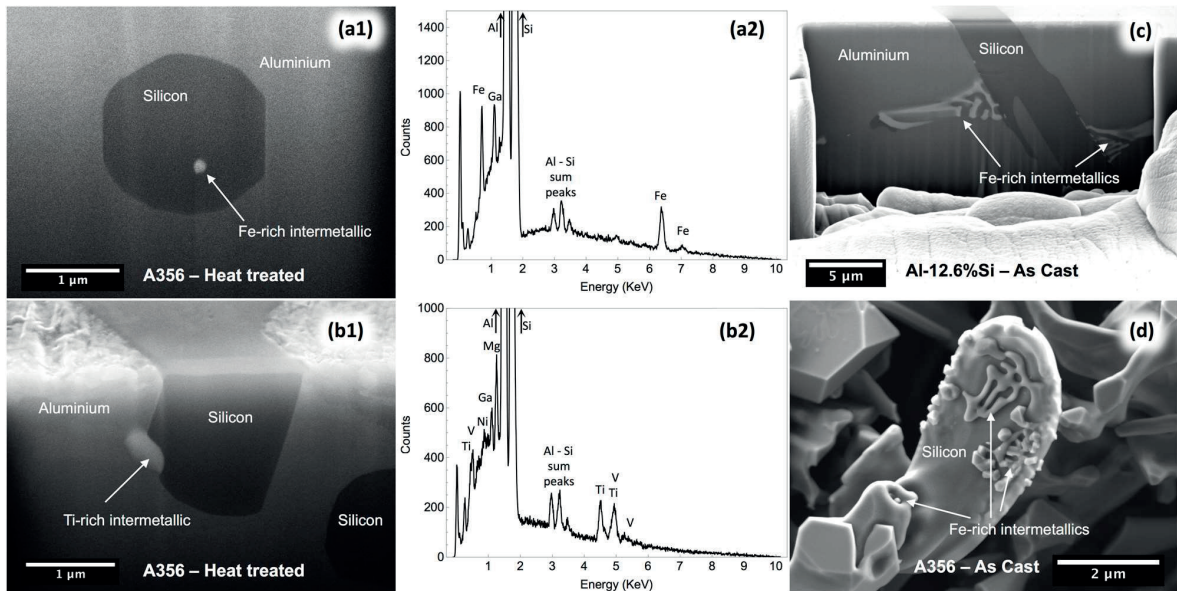 (a1)
Aluminium
Silicon
Fe-rich intermetallic
1 µm
A356 – Heat treated
(a2)
1400
1200
1000
800
600
400
200
0
Counts
Al
Si
Fe
Ga
Al - Si
sum
peaks
Fe
Fe
1 2 3 4 5 6 7 8 9 10
Energy (KeV)
(c)
Aluminium
Silicon
Fe-rich intermetallics
5 µm
Al-12.6%Si – As Cast
(b1)
Aluminium
Silicon
Ti-rich intermetallic
Silicon
1 µm
A356 – Heat treated
(b2)
1000
800
600
400
200
0
Counts
Al
Si
Mg
Ga
Ni
V
Ti
Al - Si
sum
peaks
Ti
V
Ti
V
1 2 3 4 5 6 7 8 9 10
Energy (KeV)
(d)
Silicon
Fe-rich intermetallics
A356 – As Cast
2 µm